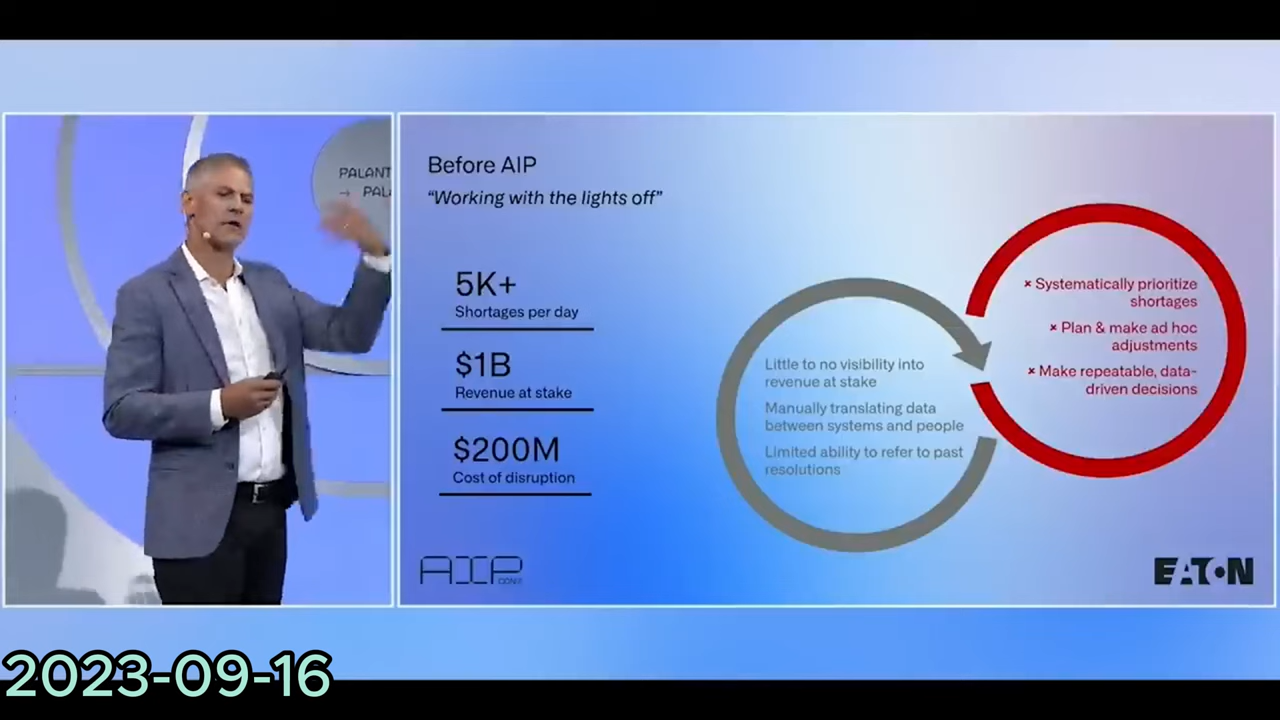 PALANT
→ PALA
Before AIP
“Working with the lights off”
5K+
Shortages per day
$1B
Revenue at stake
$200M
Cost of disruption
Little to no visibility into
revenue at stake
Manually translating data
between systems and people
Limited ability to refer to past
resolutions
× Systematically prioritize
shortages
× Plan & make ad hoc
adjustments
× Make repeatable, data-
driven decisions
AIP
EATON
2023-09-16